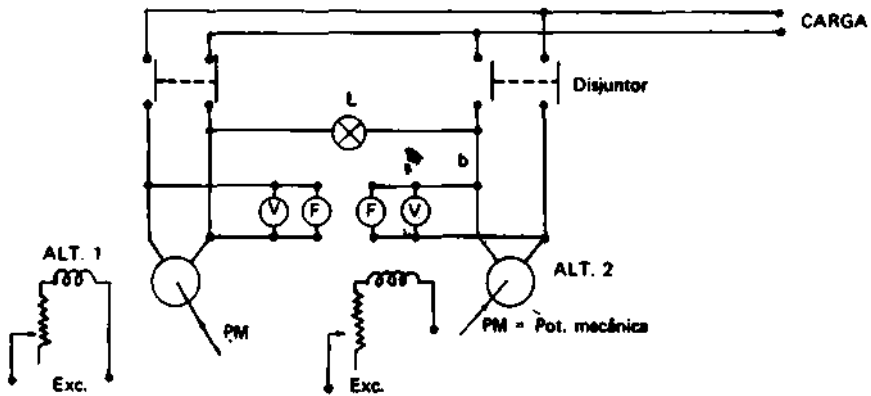 CARGA
Disjuntor
L
b
V F F V
ALT. 1
ALT. 2
PM
PM = Pot. mecânica
Exc.
Exc.